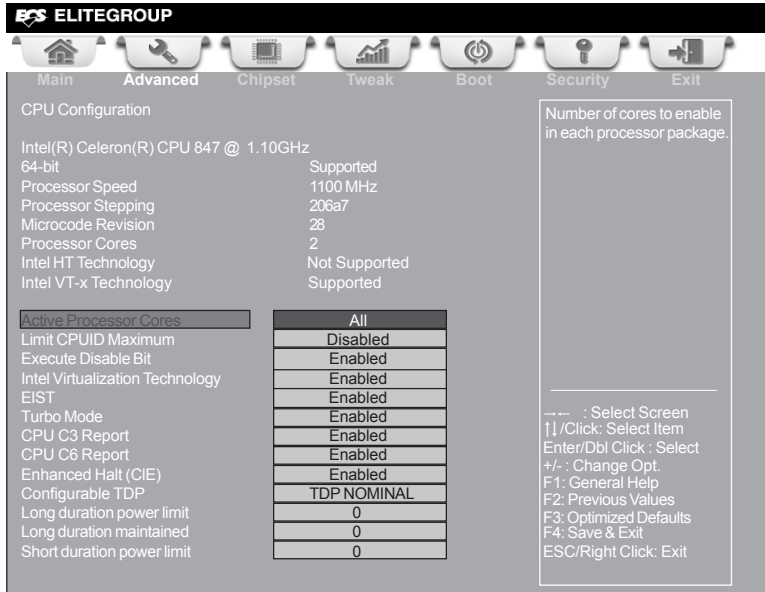 ECS ELITEGROUP
Main Advanced Chipset Tweak Boot Security Exit
CPU Configuration
Intel(R) Celeron(R) CPU 847 @ 1.10GHz
64-bit Supported
Processor Speed 1100 MHz
Processor Stepping 206a7
Microcode Revision 28
Processor Cores 2
Intel HT Technology Not Supported
Intel VT-x Technology Supported
Active Processor Cores All
Limit CPUID Maximum Disabled
Execute Disable Bit Enabled
Intel Virtualization Technology Enabled
EIST Enabled
Turbo Mode Enabled
CPU C3 Report Enabled
CPU C6 Report Enabled
Enhanced Halt (CIE) Enabled
Configurable TDP TDP NOMINAL
Long duration power limit 0
Long duration maintained 0
Short duration power limit 0
Number of cores to enable
in each processor package.
→← : Select Screen
↑↓/Click: Select Item
Enter/Dbl Click : Select
+/- : Change Opt.
F1: General Help
F2: Previous Values
F3: Optimized Defaults
F4: Save & Exit
ESC/Right Click: Exit